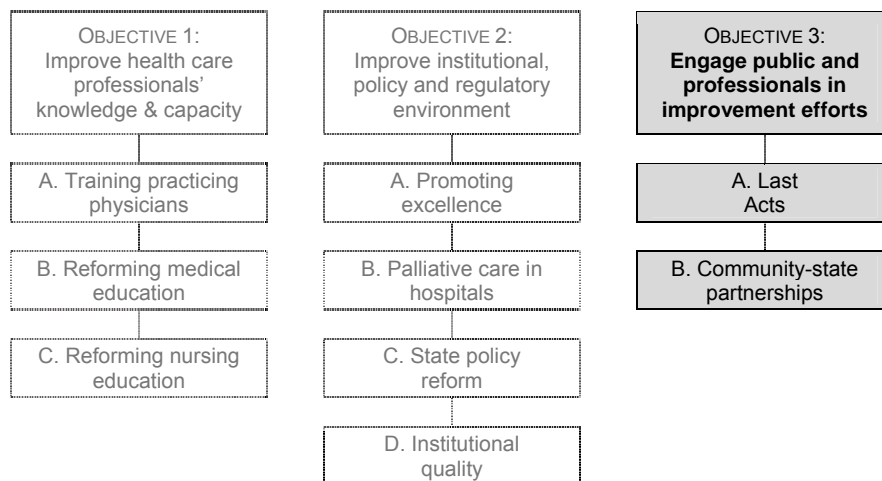 OBJECTIVE 1:
Improve health care
professionals’
knowledge & capacity
A. Training practicing
physicians
B. Reforming medical
education
C. Reforming nursing
education
OBJECTIVE 2:
Improve institutional,
policy and regulatory
environment
A. Promoting
excellence
B. Palliative care in
hospitals
C. State policy
reform
D. Institutional
quality
OBJECTIVE 3:
Engage public and
professionals in
improvement efforts
A. Last
Acts
B. Community-state
partnerships